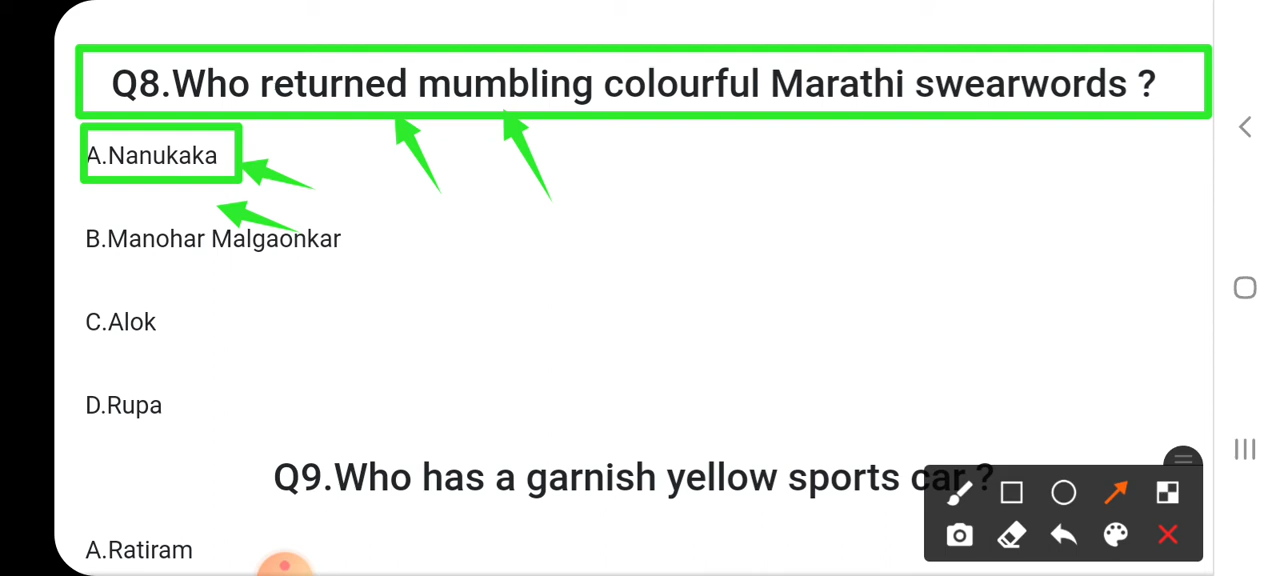 Q8.Who returned mumbling colourful Marathi swearwords ?
A.Nanukaka
B.Manohar Malgaonkar
C.Alok
D.Rupa
Q9.Who has a garnish yellow sports car ?
A.Ratiram